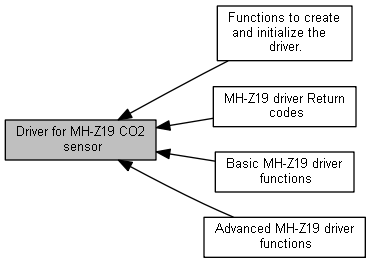 Functions to create
and initialize the
driver.
MH-Z19 driver Return
codes
Driver for MH-Z19 CO2
sensor
Basic MH-Z19 driver
functions
Advanced MH-Z19 driver
functions